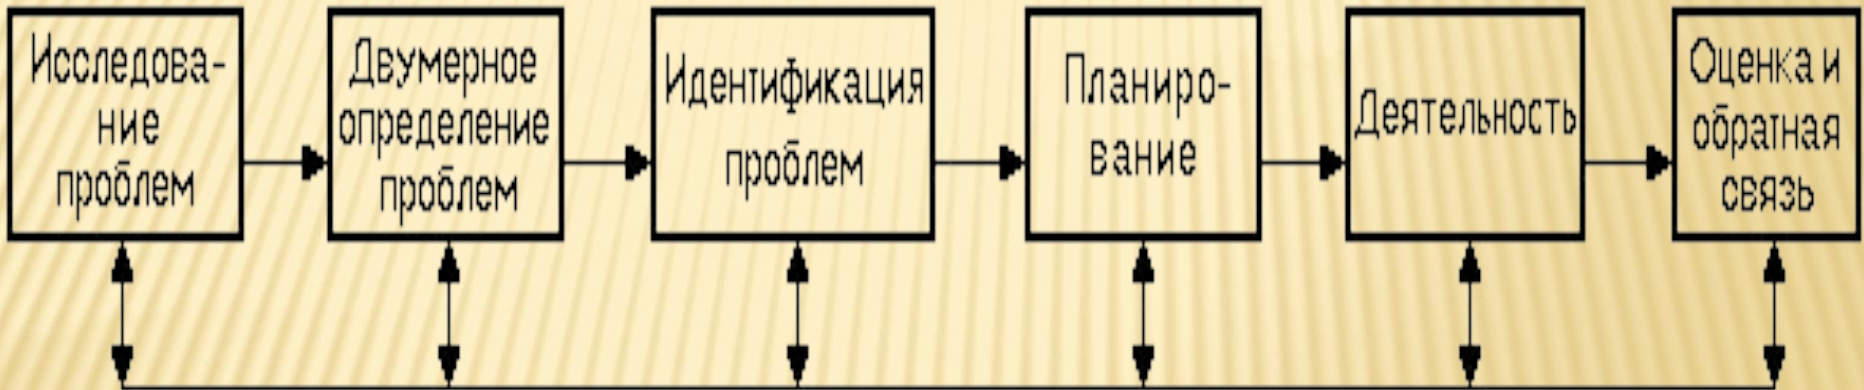 Исследова-
ние
проблем
Двумерное
определение
проблем
Идентификация
проблем
Планиро-
вание
Деятельность
Оценка и
обратная
связь